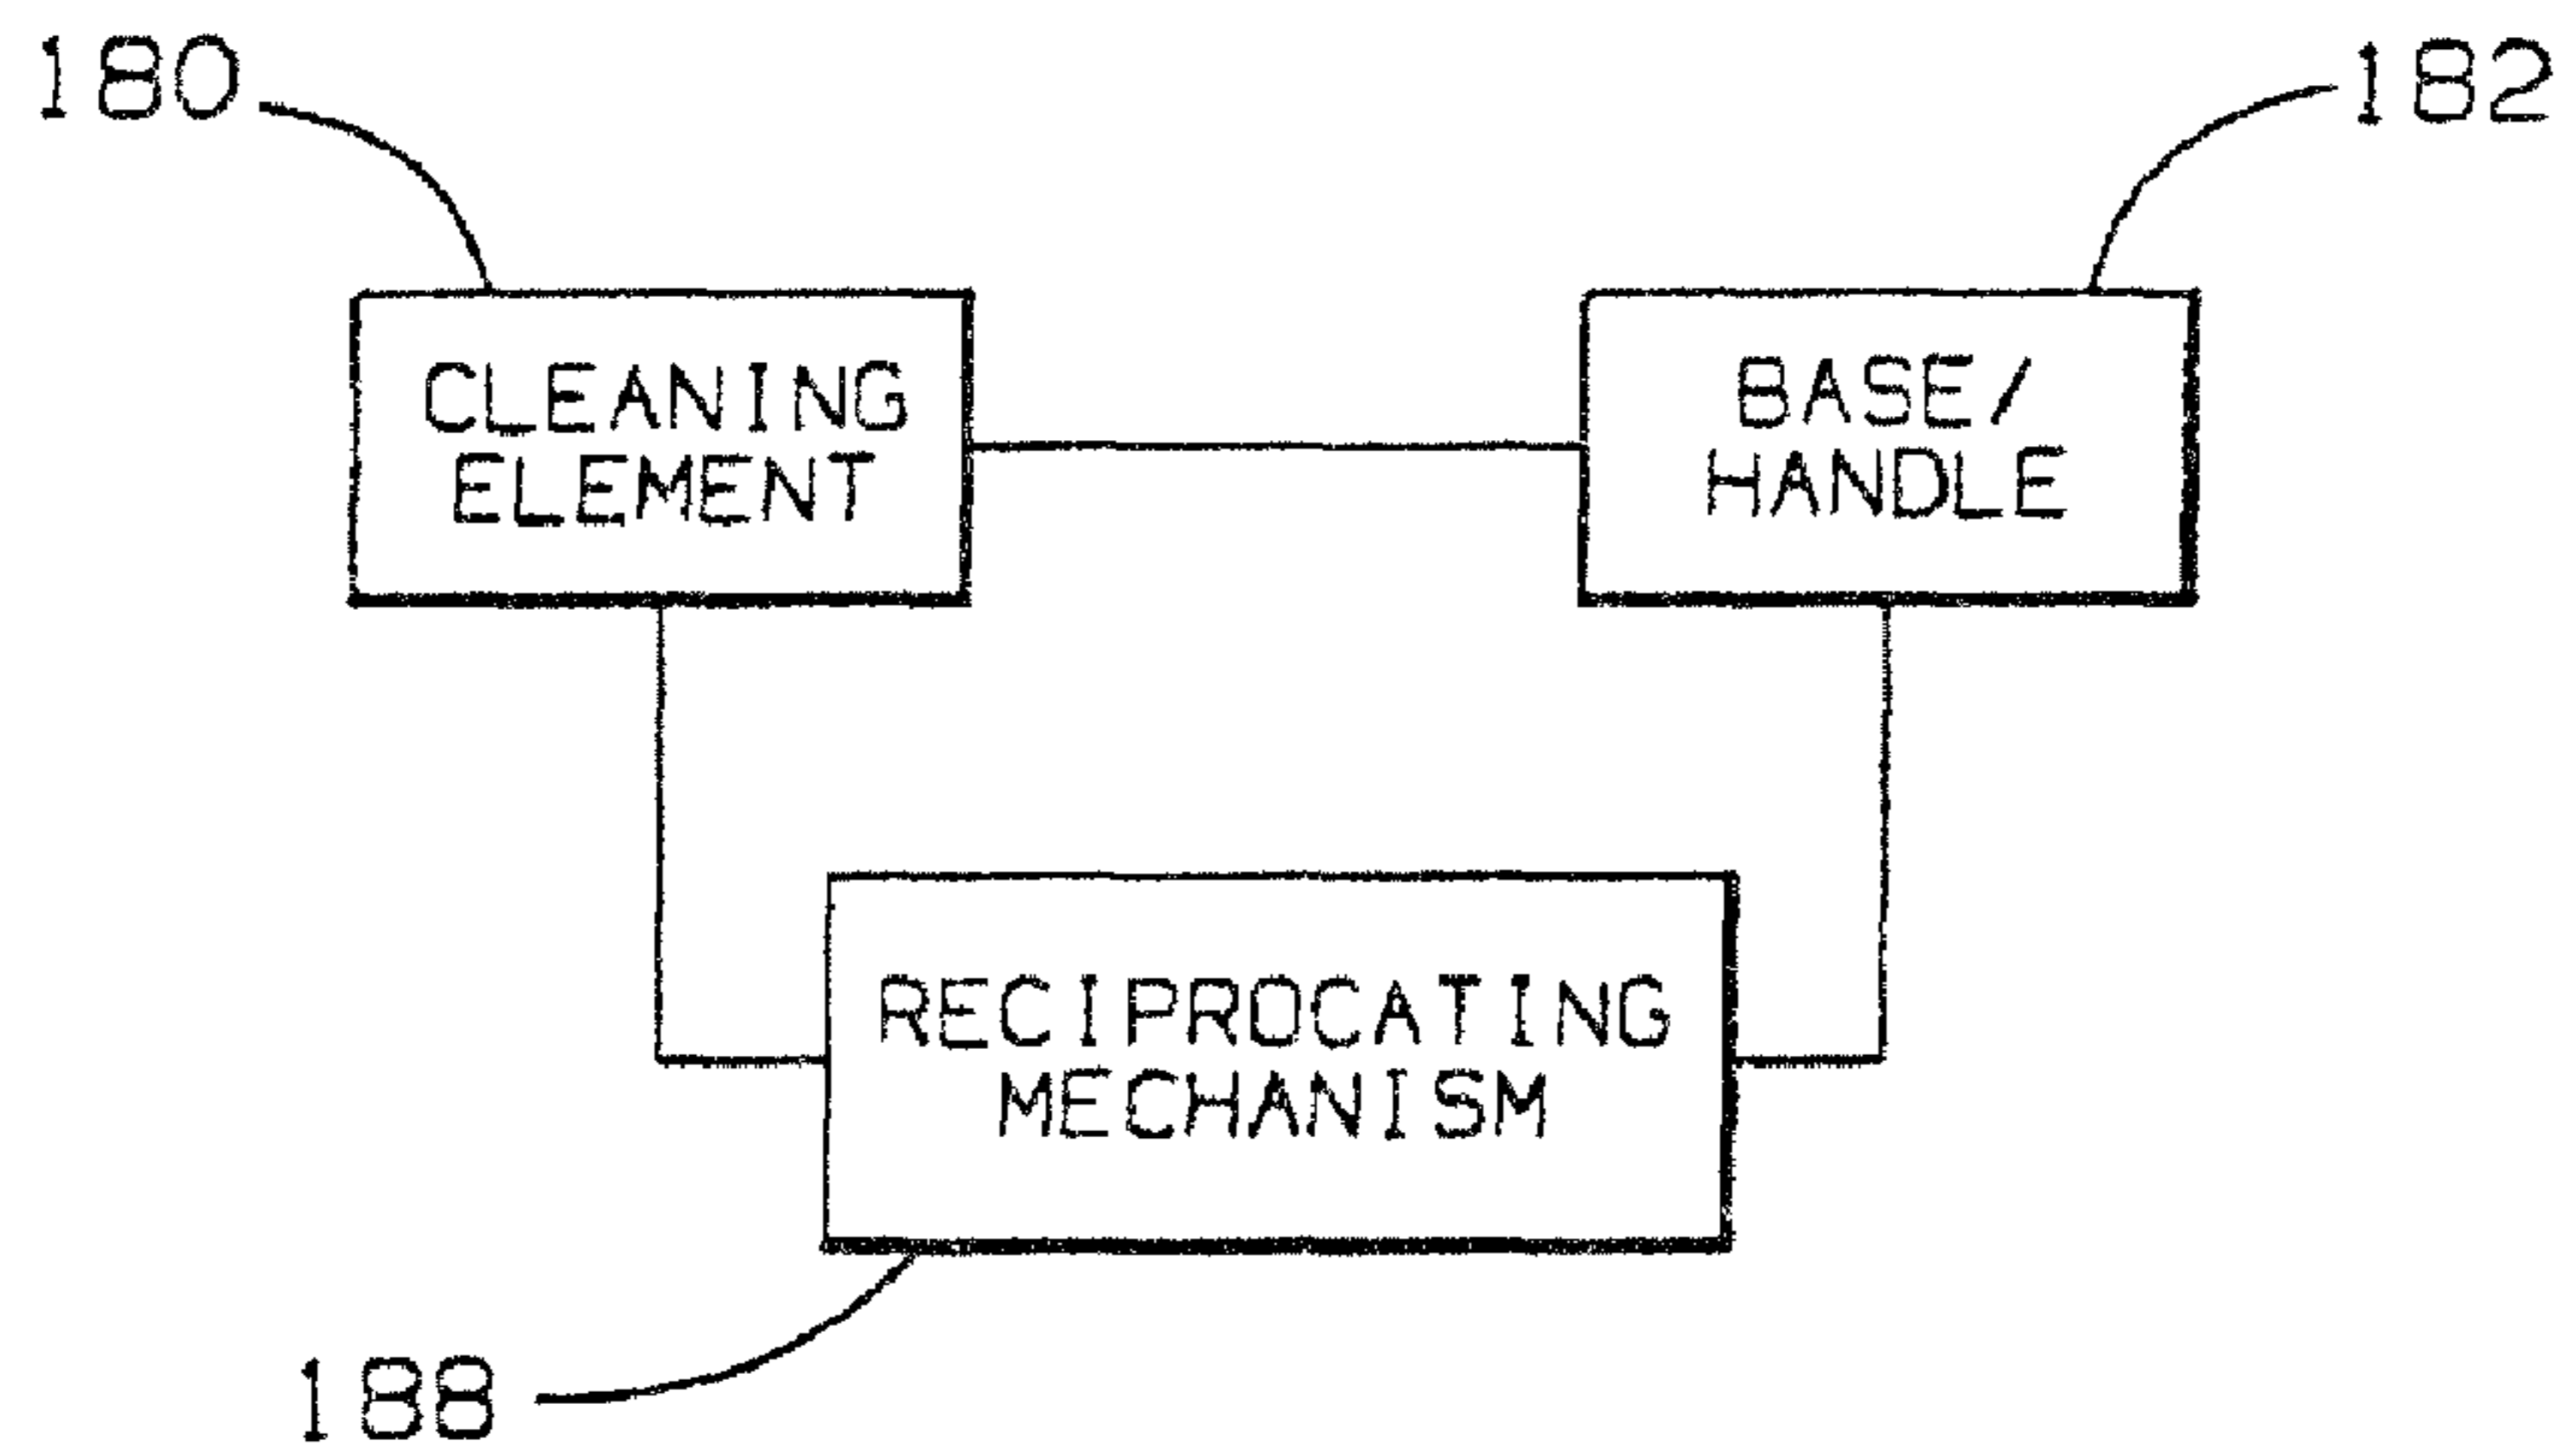 180
182
CLEANING
ELEMENT
BASE/
HANDLE
RECIPROCATING
MECHANISM
188